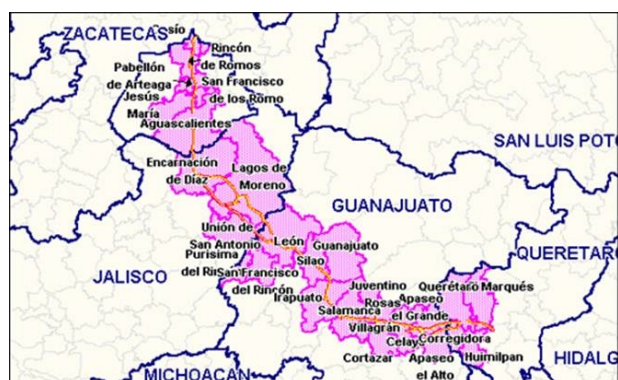 ZACATECAS
Rincón
de Romos
Pabellón
de Arteaga
San Francisco
de los Romo
Jesús
María
Aguascalientes
SAN LUIS POTO
Encarnación
de Díaz
Lagos de
Moreno
GUANAJUATO
Unión de
San Antonio
León
Guanajuato
QUERETARO
Purísima
del Rin
San Francisco
del Rincón
Silao
JALISCO
Irapuato
Juventino
Rosas
Querétaro
Marqués
Salamanca
Apaseo
el Grande
Villagrán
Celaya
Corregidora
Cortazar
Apaseo
el Alto
Huimilpan
HIDALG
MICHOACAN